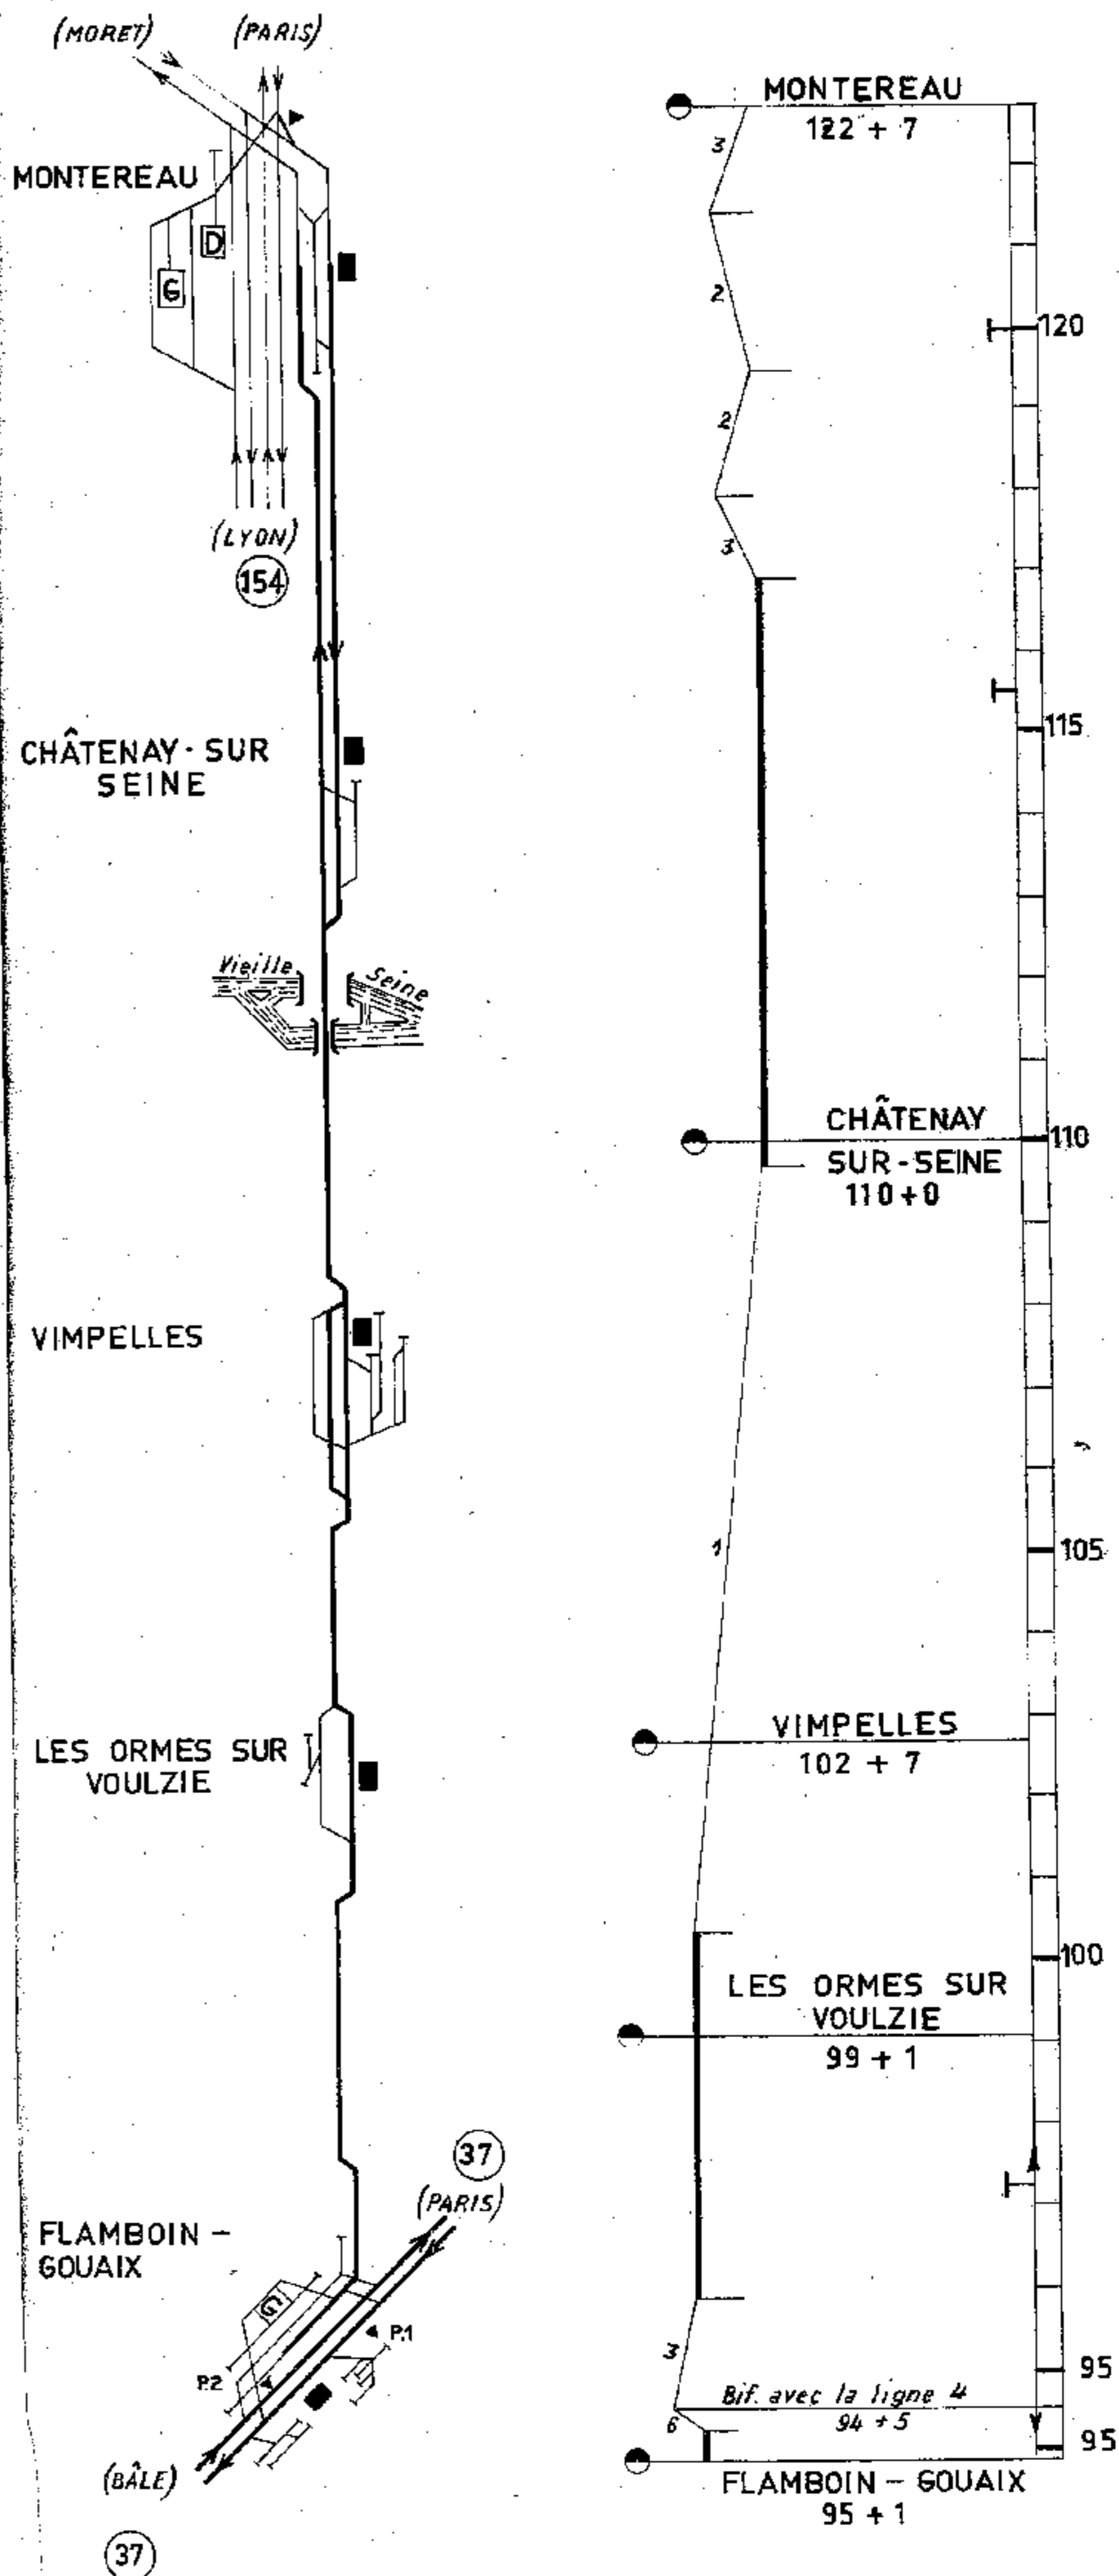 (MORET)
(PARIS)
MONTEREAU
D
G
(LYON)
154
CHÂTENAY-SUR
SEINE
Vieille
Seine
VIMPELLES
LES ORMES SUR
VOULZIE
37
(PARIS)
FLAMBOIN -
GOUAIX
G
P.1
P.2
(BÂLE)
37
MONTEREAU
122 + 7
3
2
120
2
3
115
CHÂTENAY
110
SUR-SEINE
110+0
1
105
VIMPELLES
102 + 7
100
LES ORMES SUR
VOULZIE
99 + 1
3
95
Bif. avec la ligne 4
6
94 + 5
95
FLAMBOIN - GOUAIX
95 + 1